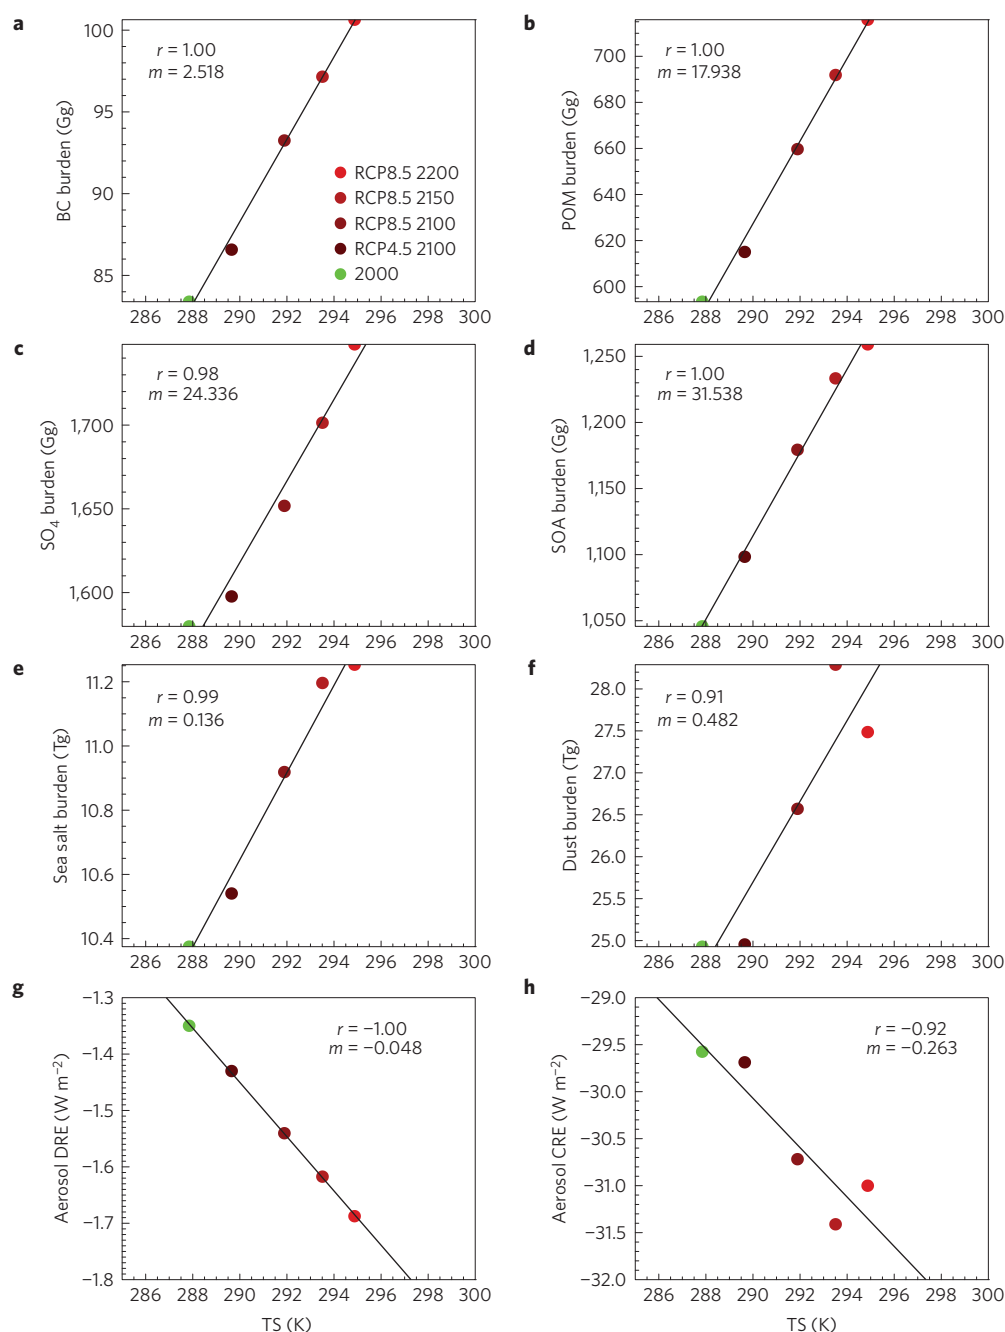 a
BC burden (Gg)
100
95
90
85
r = 1.00
m = 2.518
RCP8.5 2200
RCP8.5 2150
RCP8.5 2100
RCP4.5 2100
2000
286 288 290 292 294 296 298 300
b
POM burden (Gg)
700
680
660
640
620
600
r = 1.00
m = 17.938
286 288 290 292 294 296 298 300
c
SO4 burden (Gg)
1,700
1,650
1,600
r = 0.98
m = 24.336
286 288 290 292 294 296 298 300
d
SOA burden (Gg)
1,250
1,200
1,150
1,100
1,050
r = 1.00
m = 31.538
286 288 290 292 294 296 298 300
e
Sea salt burden (Tg)
11.2
11.0
10.8
10.6
10.4
r = 0.99
m = 0.136
286 288 290 292 294 296 298 300
f
Dust burden (Tg)
28.0
27.5
27.0
26.5
26.0
25.5
25.0
r = 0.91
m = 0.482
286 288 290 292 294 296 298 300
g
Aerosol DRE (W m−2)
−1.3
−1.4
−1.5
−1.6
−1.7
−1.8
r = −1.00
m = −0.048
286 288 290 292 294 296 298 300
TS (K)
h
Aerosol CRE (W m−2)
−29.0
−29.5
−30.0
−30.5
−31.0
−31.5
−32.0
r = −0.92
m = −0.263
286 288 290 292 294 296 298 300
TS (K)